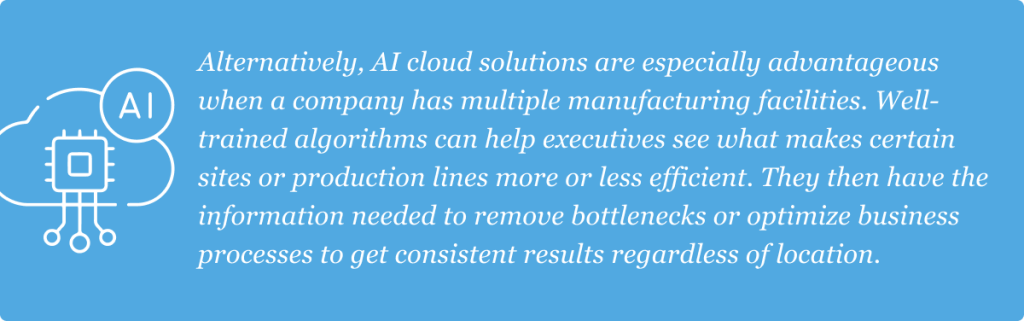 AI
Alternatively, AI cloud solutions are especially advantageous
when a company has multiple manufacturing facilities. Well-
trained algorithms can help executives see what makes certain
sites or production lines more or less efficient. They then have the
information needed to remove bottlenecks or optimize business
processes to get consistent results regardless of location.